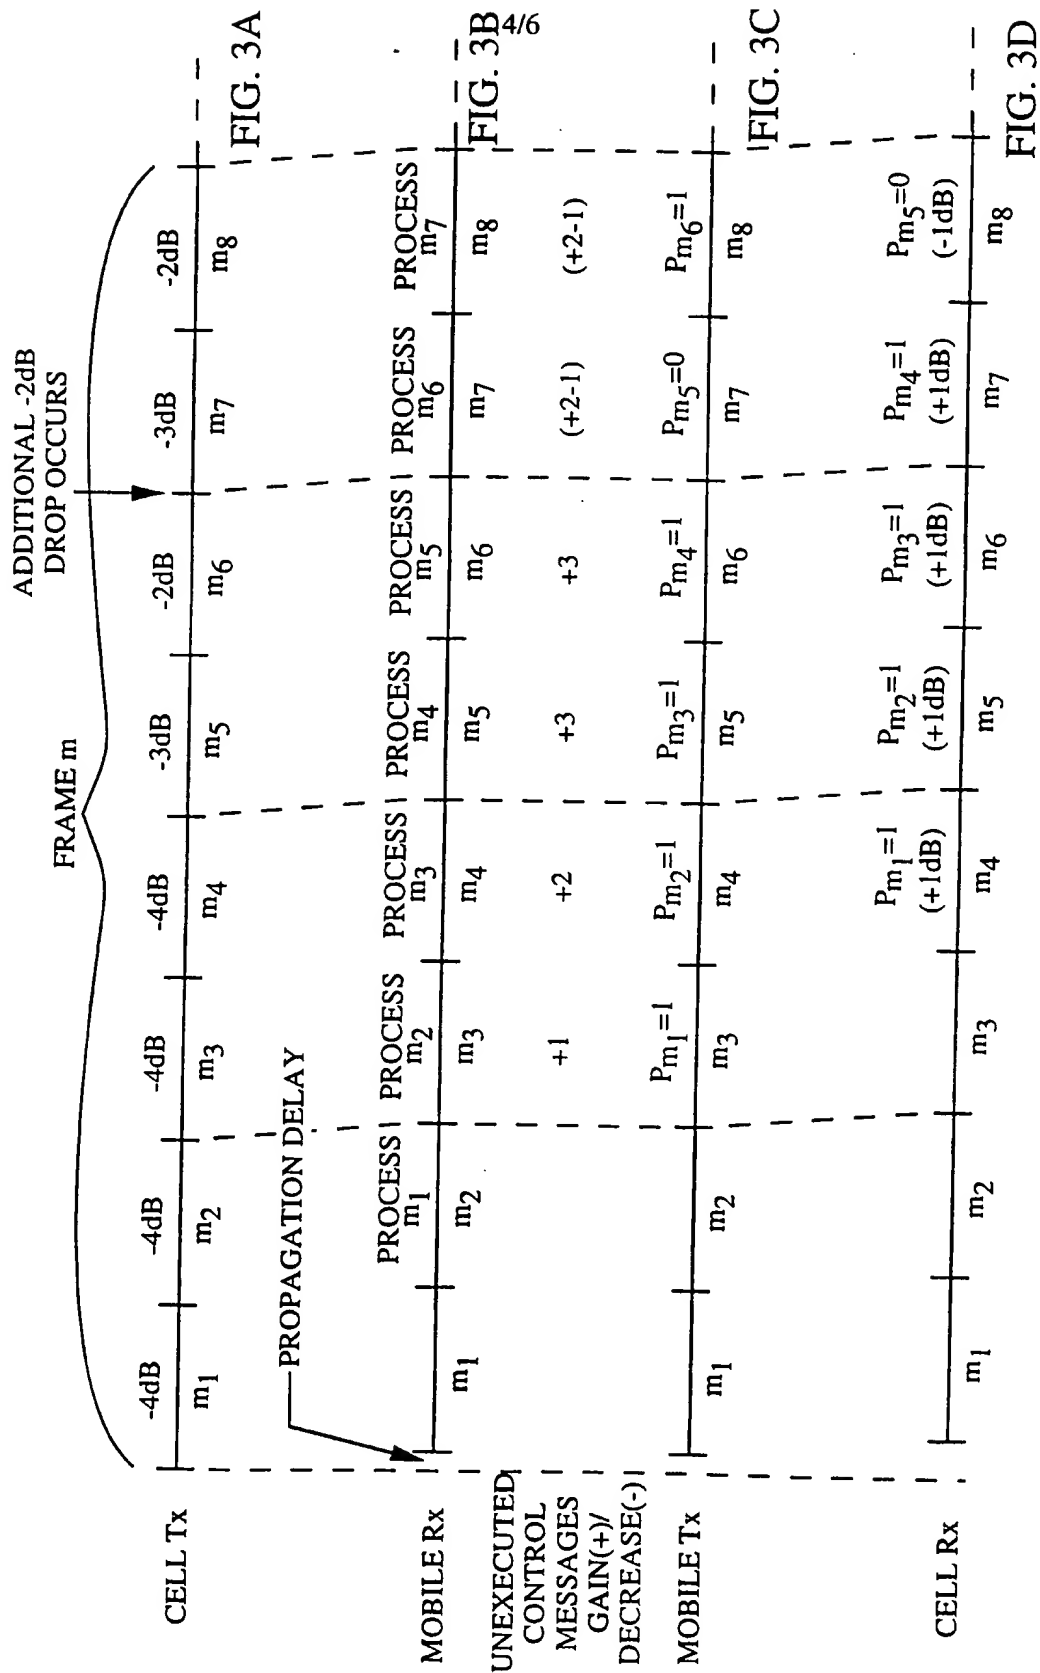 4/6
FRAME m
ADDITIONAL -2dB
DROP OCCURS
CELL Tx
-4dB
-4dB
-4dB
-4dB
-3dB
-2dB
-3dB
-2dB
m1
m2
m3
m4
m5
m6
m7
m8
FIG. 3A
PROPAGATION DELAY
MOBILE Rx
PROCESS
m1
PROCESS
m2
PROCESS
m3
PROCESS
m4
PROCESS
m5
PROCESS
m6
PROCESS
m7
m1
m2
m3
m4
m5
m6
m7
m8
FIG. 3B
UNEXECUTED
CONTROL
MESSAGES
GAIN(+)/
DECREASE(-)
+1
+2
+3
+3
(+2-1)
(+2-1)
MOBILE Tx
Pm1=1
Pm2=1
Pm3=1
Pm4=1
Pm5=0
Pm6=1
m1
m2
m3
m4
m5
m6
m7
m8
FIG. 3C
CELL Rx
Pm1=1
(+1dB)
Pm2=1
(+1dB)
Pm3=1
(+1dB)
Pm4=1
(+1dB)
Pm5=0
(-1dB)
m1
m2
m3
m4
m5
m6
m7
m8
FIG. 3D